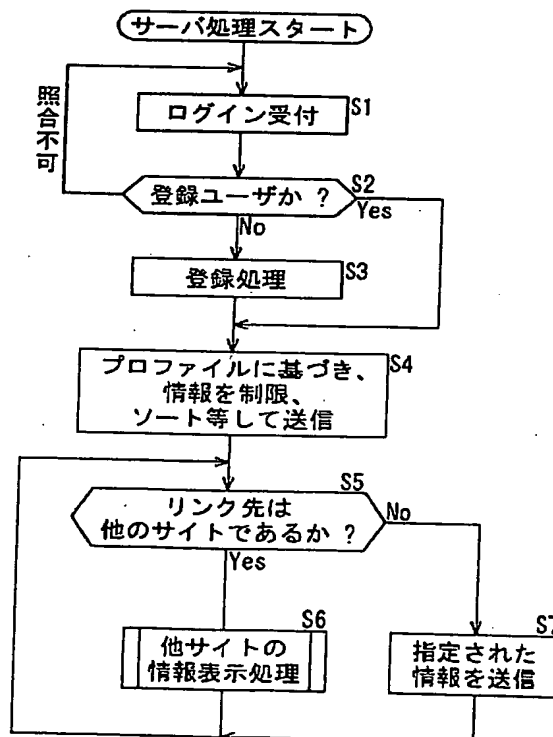 サーバ処理スタート
照合不可
ログイン受付
S1
登録ユーザか ?
S2
Yes
No
登録処理
S3
プロファイルに基づき、
情報を制限、
ソート等して送信
S4
リンク先は
他のサイトであるか ?
S5
No
Yes
他サイトの
情報表示処理
S6
指定された
情報を送信
S7